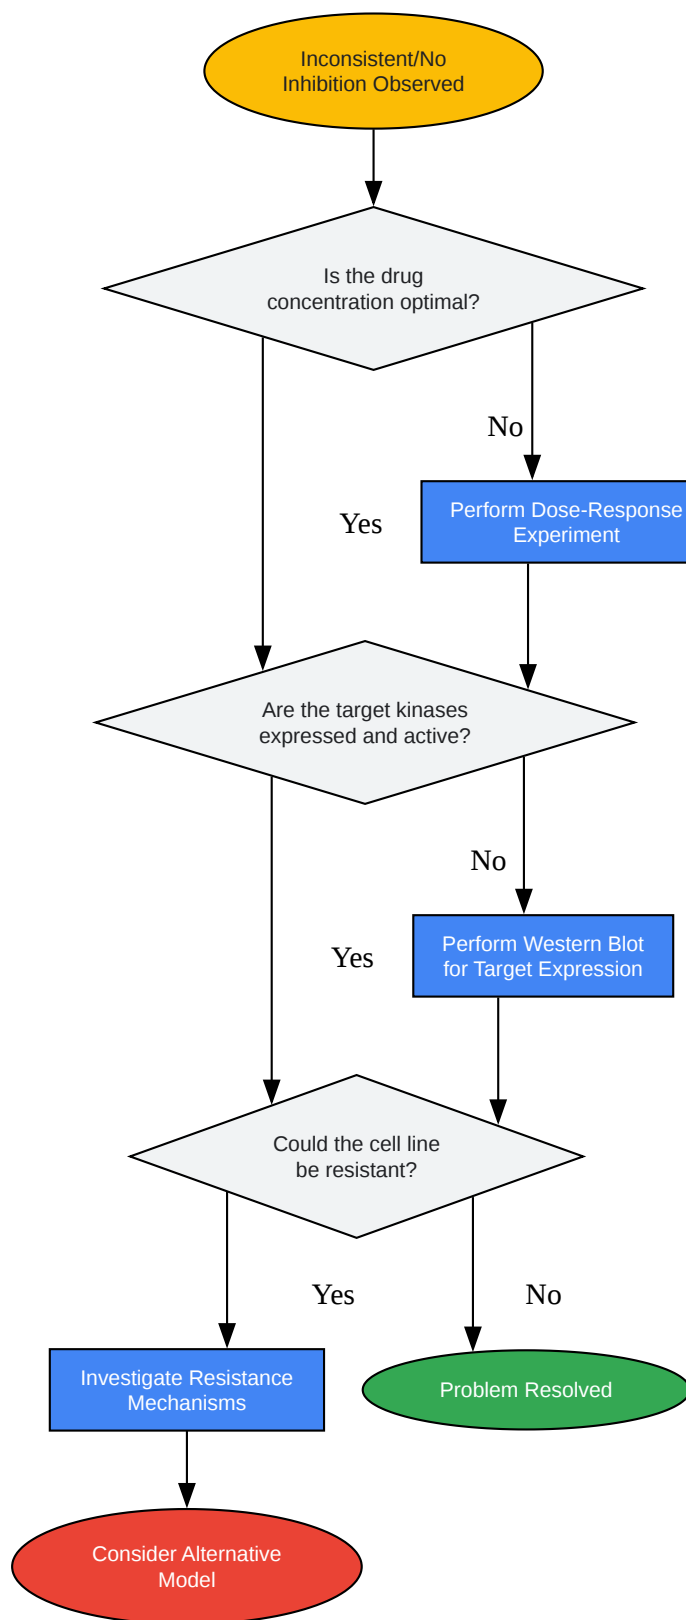 Inconsistent/No
Inhibition Observed
Is the drug
concentration optimal?
No
Yes
Perform Dose-Response
Experiment
Are the target kinases
expressed and active?
No
Yes
Perform Western Blot
for Target Expression
Could the cell line
be resistant?
Yes
No
Investigate Resistance
Mechanisms
Problem Resolved
Consider Alternative
Model